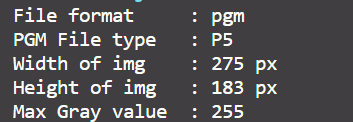 File format    : pgm
PGM File type  : P5
Width of img   : 275 px
Height of img  : 183 px
Max Gray value : 255